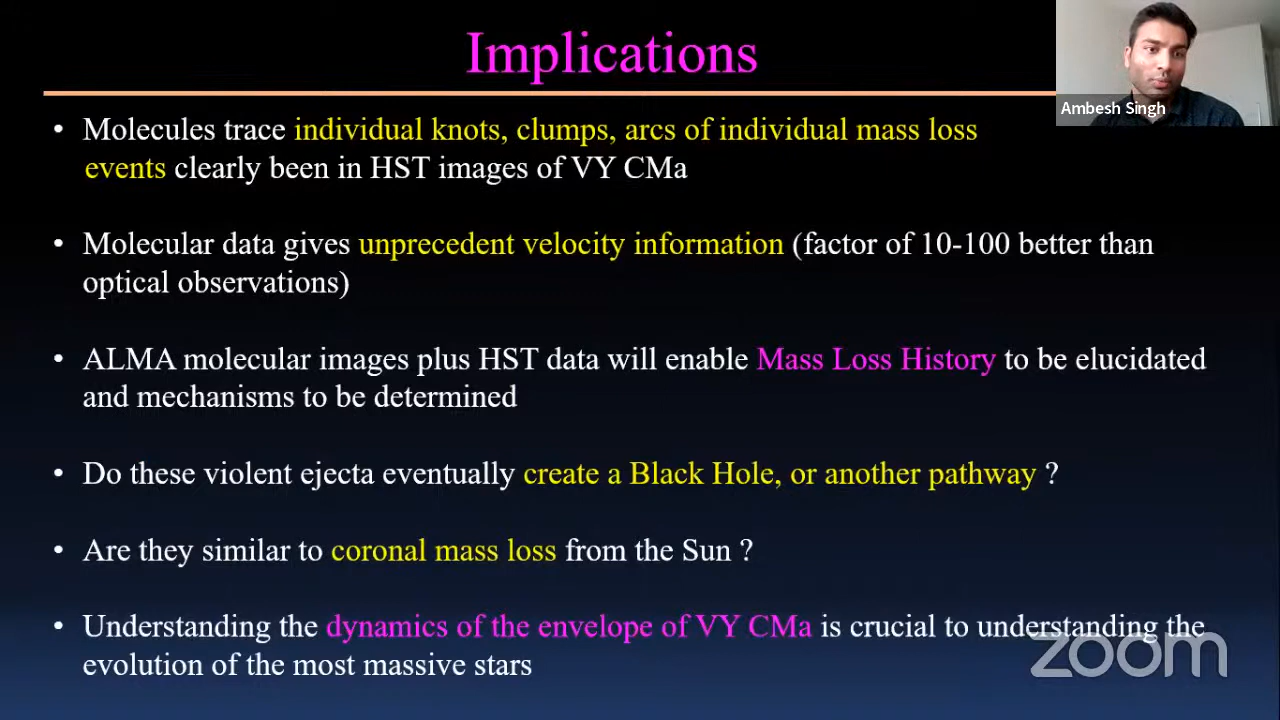 Implications
Ambesh Singh
• Molecules trace individual knots, clumps, arcs of individual mass loss
events clearly been in HST images of VY CMa
• Molecular data gives unprecedent velocity information (factor of 10-100 better than
optical observations)
• ALMA molecular images plus HST data will enable Mass Loss History to be elucidated
and mechanisms to be determined
• Do these violent ejecta eventually create a Black Hole, or another pathway ?
• Are they similar to coronal mass loss from the Sun ?
• Understanding the dynamics of the envelope of VY CMa is crucial to understanding the
evolution of the most massive stars
zoom